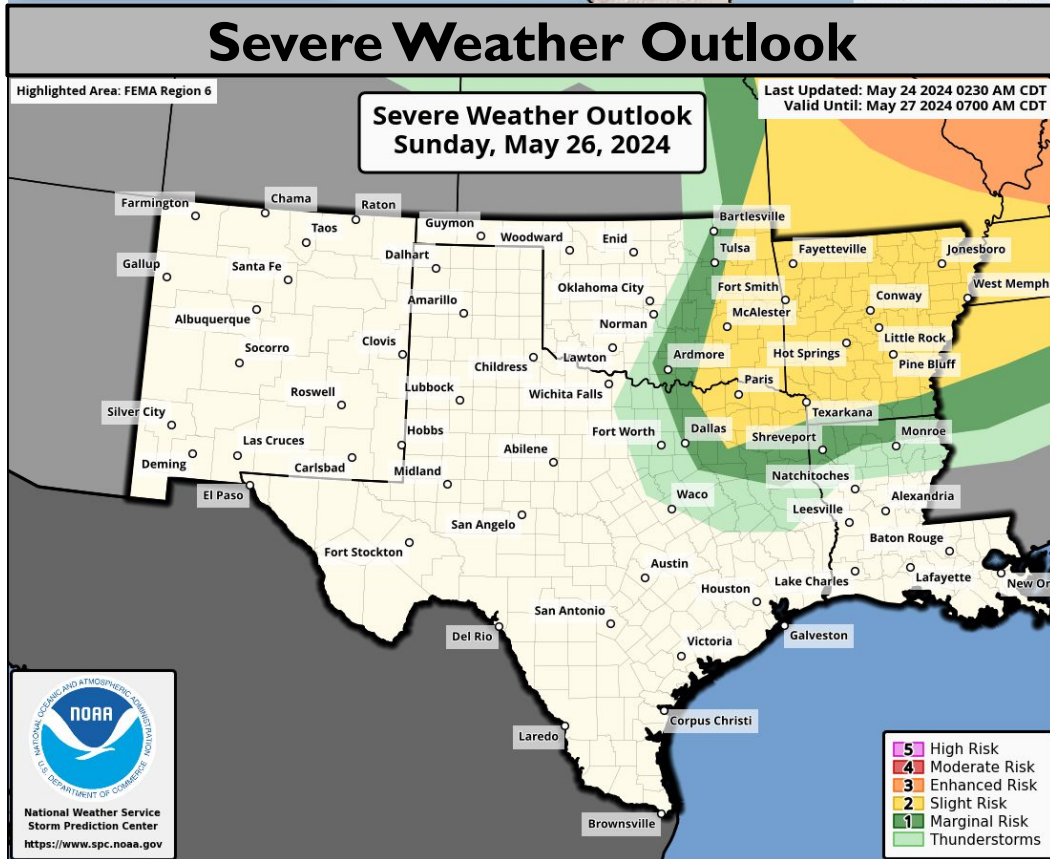 Severe Weather Outlook
Highlighted Area: FEMA Region 6
Last Updated: May 24 2024 0230 AM CDT
Valid Until: May 27 2024 0700 AM CDT
Severe Weather Outlook
Sunday, May 26, 2024
Farmington
Chama
Raton
Taos
Guymon
Woodward
Enid
Bartlesville
Tulsa
Fayetteville
Jonesboro
Gallup
Santa Fe
Dalhart
Oklahoma City
Fort Smith
Conway
West Memph
Albuquerque
Amarillo
Norman
McAlester
Little Rock
Socorro
Clovis
Childress
Lawton
Ardmore
Hot Springs
Pine Bluff
Roswell
Lubbock
Wichita Falls
Paris
Silver City
Texarkana
Las Cruces
Hobbs
Fort Worth
Dallas
Shreveport
Monroe
Deming
Carlsbad
Midland
Abilene
Natchitoches
El Paso
Waco
Alexandria
San Angelo
Leesville
Fort Stockton
Baton Rouge
Austin
Houston
Lake Charles
Lafayette
New Or
San Antonio
Del Rio
Victoria
Galveston
Laredo
Corpus Christi
Brownsville
NATIONAL OCEANIC AND ATMOSPHERIC ADMINISTRATION
NOAA
U.S. DEPARTMENT OF COMMERCE
National Weather Service
Storm Prediction Center
https://www.spc.noaa.gov
5 High Risk
4 Moderate Risk
3 Enhanced Risk
2 Slight Risk
1 Marginal Risk
Thunderstorms